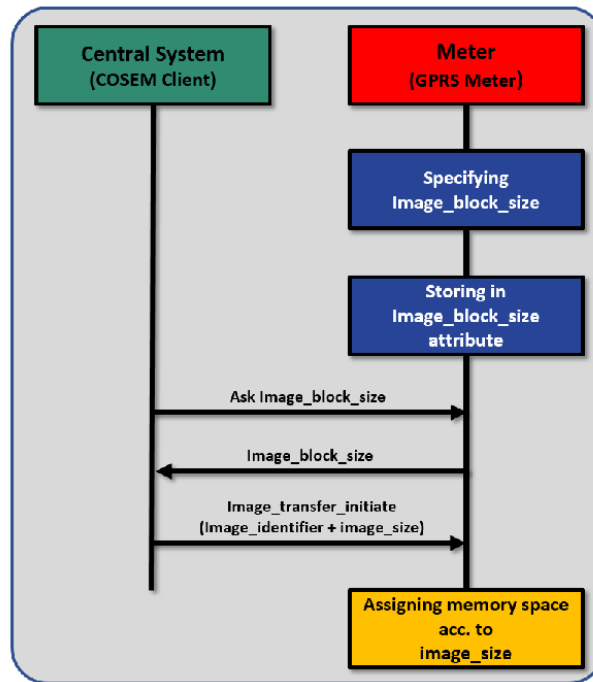 Central System
(COSEM Client)
Meter
(GPRS Meter)
Specifying
Image_block_size
Storing in
Image_block_size
attribute
Ask Image_block_size
Image_block_size
Image_transfer_initiate
(Image_identifier + image_size)
Assigning memory space
acc. to
image_size